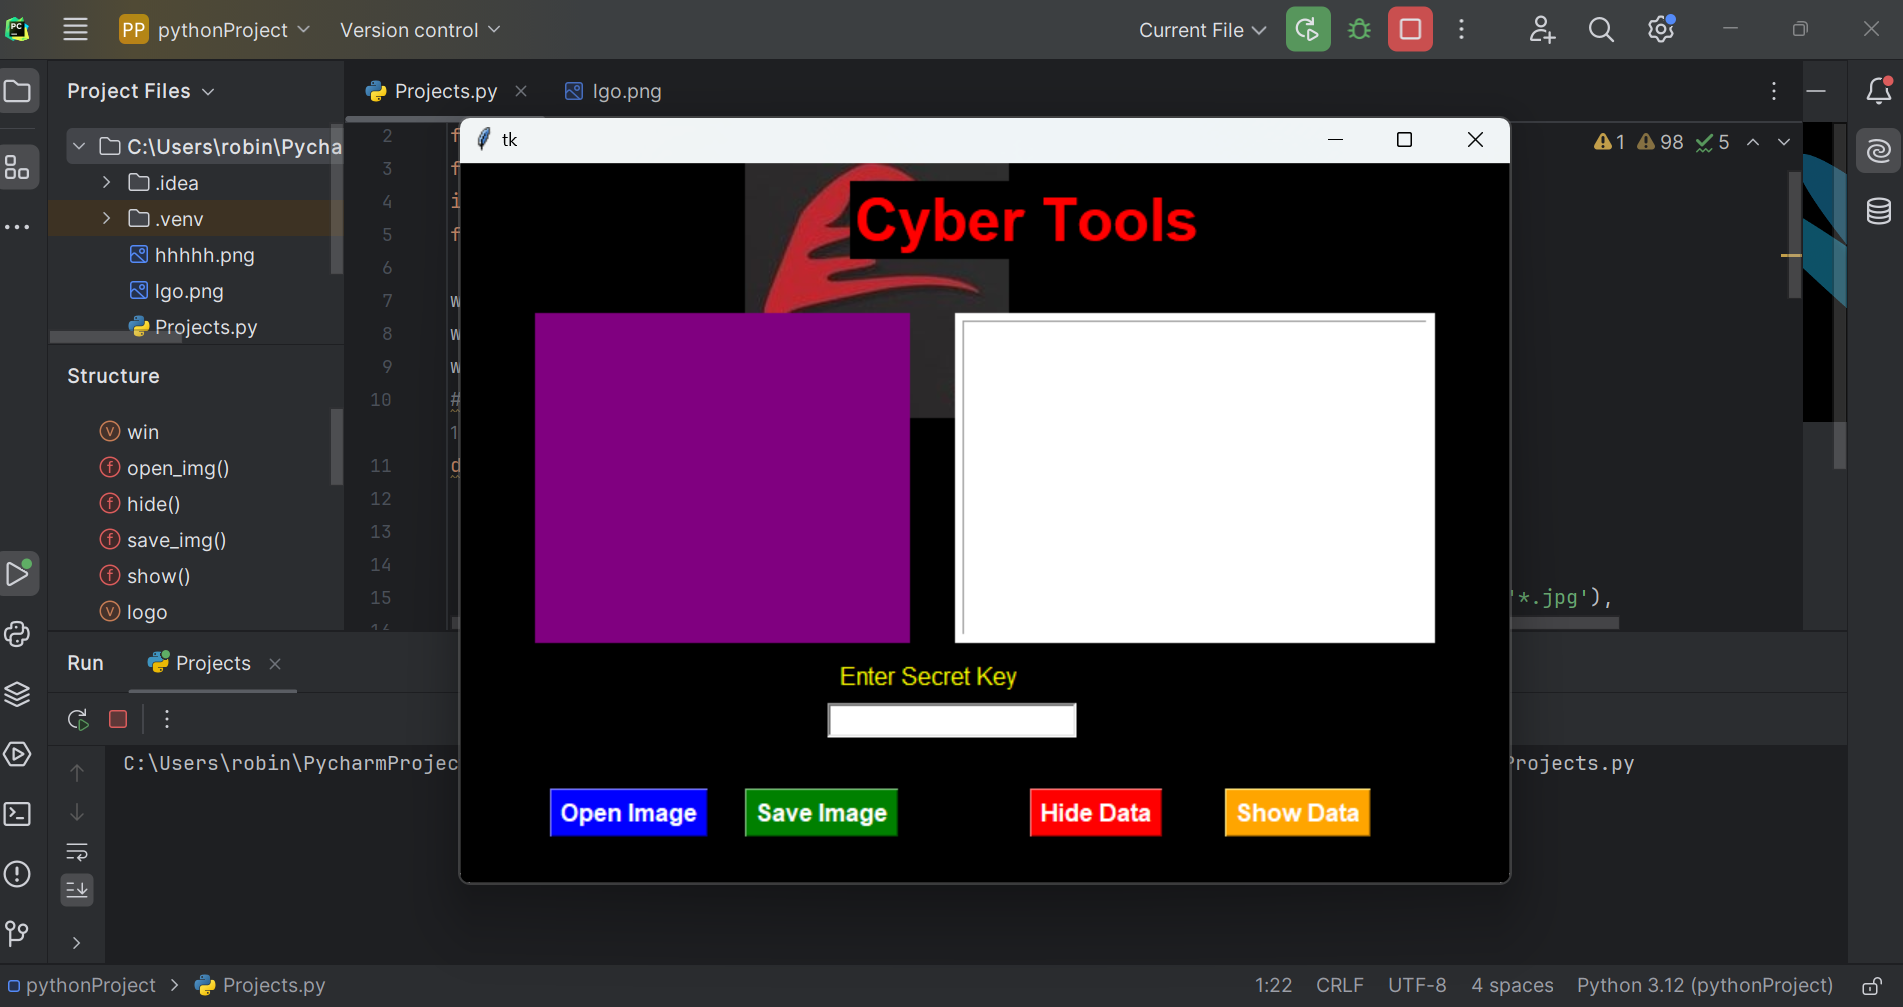 PC
PP pythonProject
Version control
Current File
Project Files
Projects.py
lgo.png
1 98 5
C:\Users\robin\Pycha
.idea
.venv
hhhhh.png
lgo.png
Projects.py
Structure
win
open_img()
hide()
save_img()
show()
logo
2 f
3 f
4 i
5 f
6
7 w
8 w
9 w
10 #
1
11 d
12
13
14
15
'*.jpg'),
tk
Cyber Tools
Enter Secret Key
Open Image
Save Image
Hide Data
Show Data
Run
Projects
C:\Users\robin\PycharmProjec
Projects.py
pythonProject > Projects.py
1:22 CRLF UTF-8 4 spaces Python 3.12 (pythonProject)